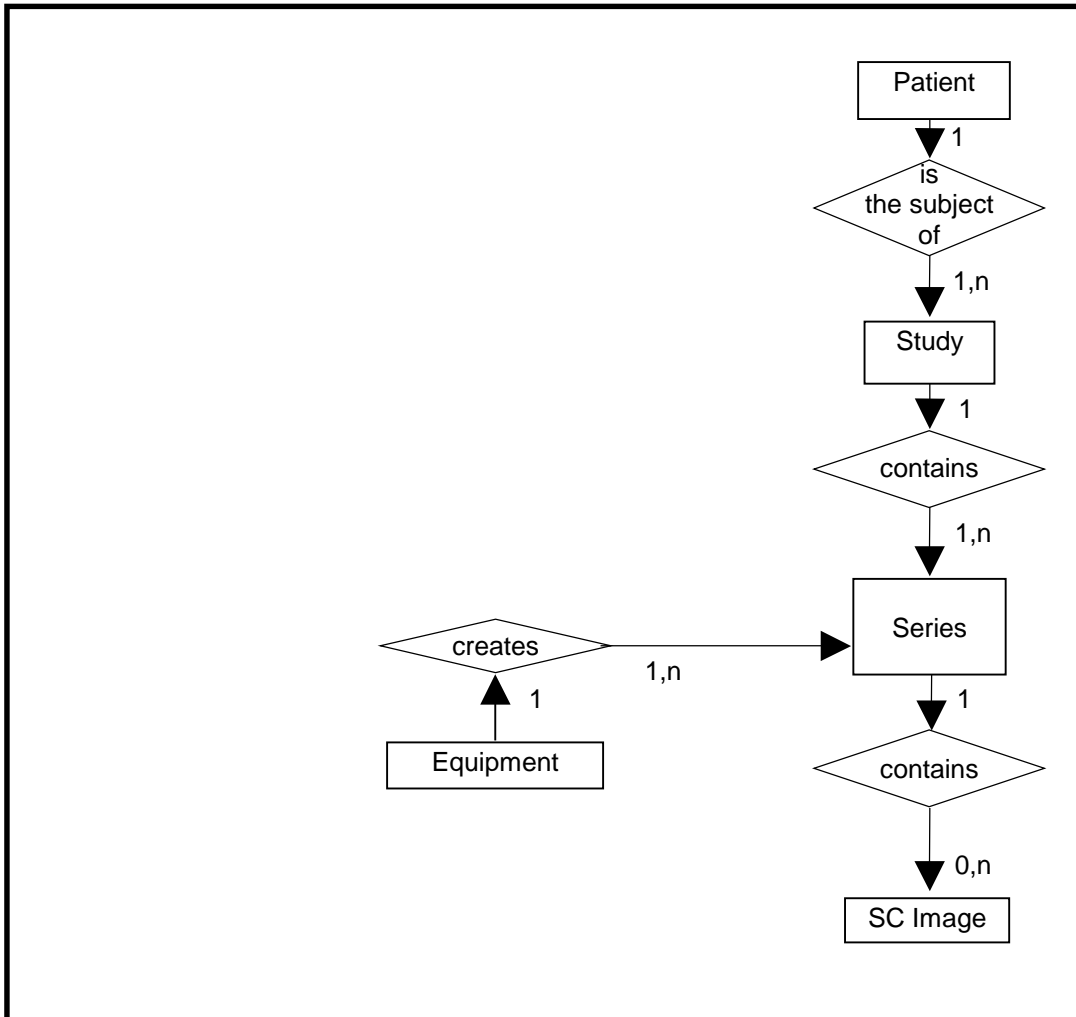 Patient
1
is
the subject
of
1,n
Study
1
contains
1,n
Series
creates
1,n
1
Equipment
1
contains
0,n
SC Image